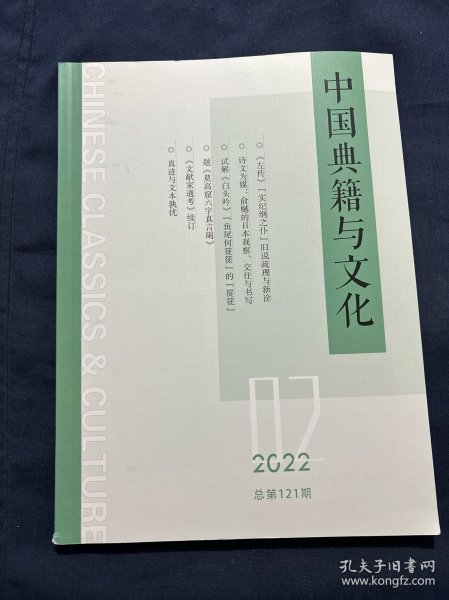 中国典籍与文化
《左传》「实纪纲之仆」旧说疏理与新诠
诗文为媒：俞樾的日本观察、交往与书写
试解《白头吟》「鱼尾何簁簁」的「簁簁」
题《莫高窟六字真言碣》
《文献家通考》续订
真迹与文本孰优
CHINESE CLASSICS & CULTURE
02
2022
总第121期
孔夫子旧书网
www.kongfz.com